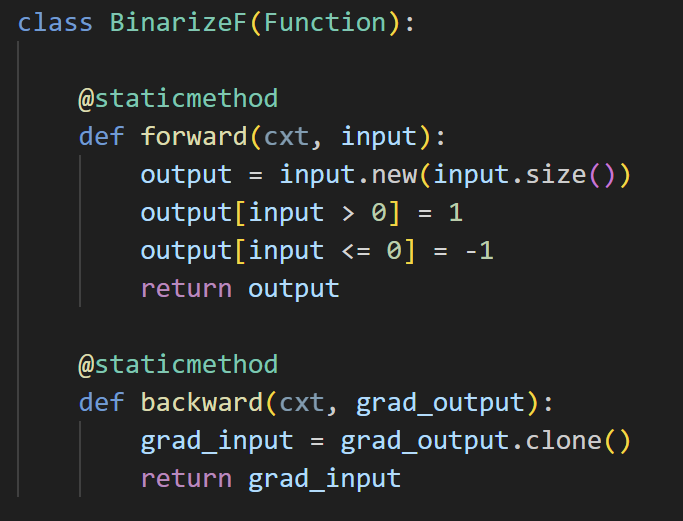 class BinarizeF(Function):
@staticmethod
def forward(cxt, input):
output = input.new(input.size())
output[input > 0] = 1
output[input <= 0] = -1
return output
@staticmethod
def backward(cxt, grad_output):
grad_input = grad_output.clone()
return grad_input